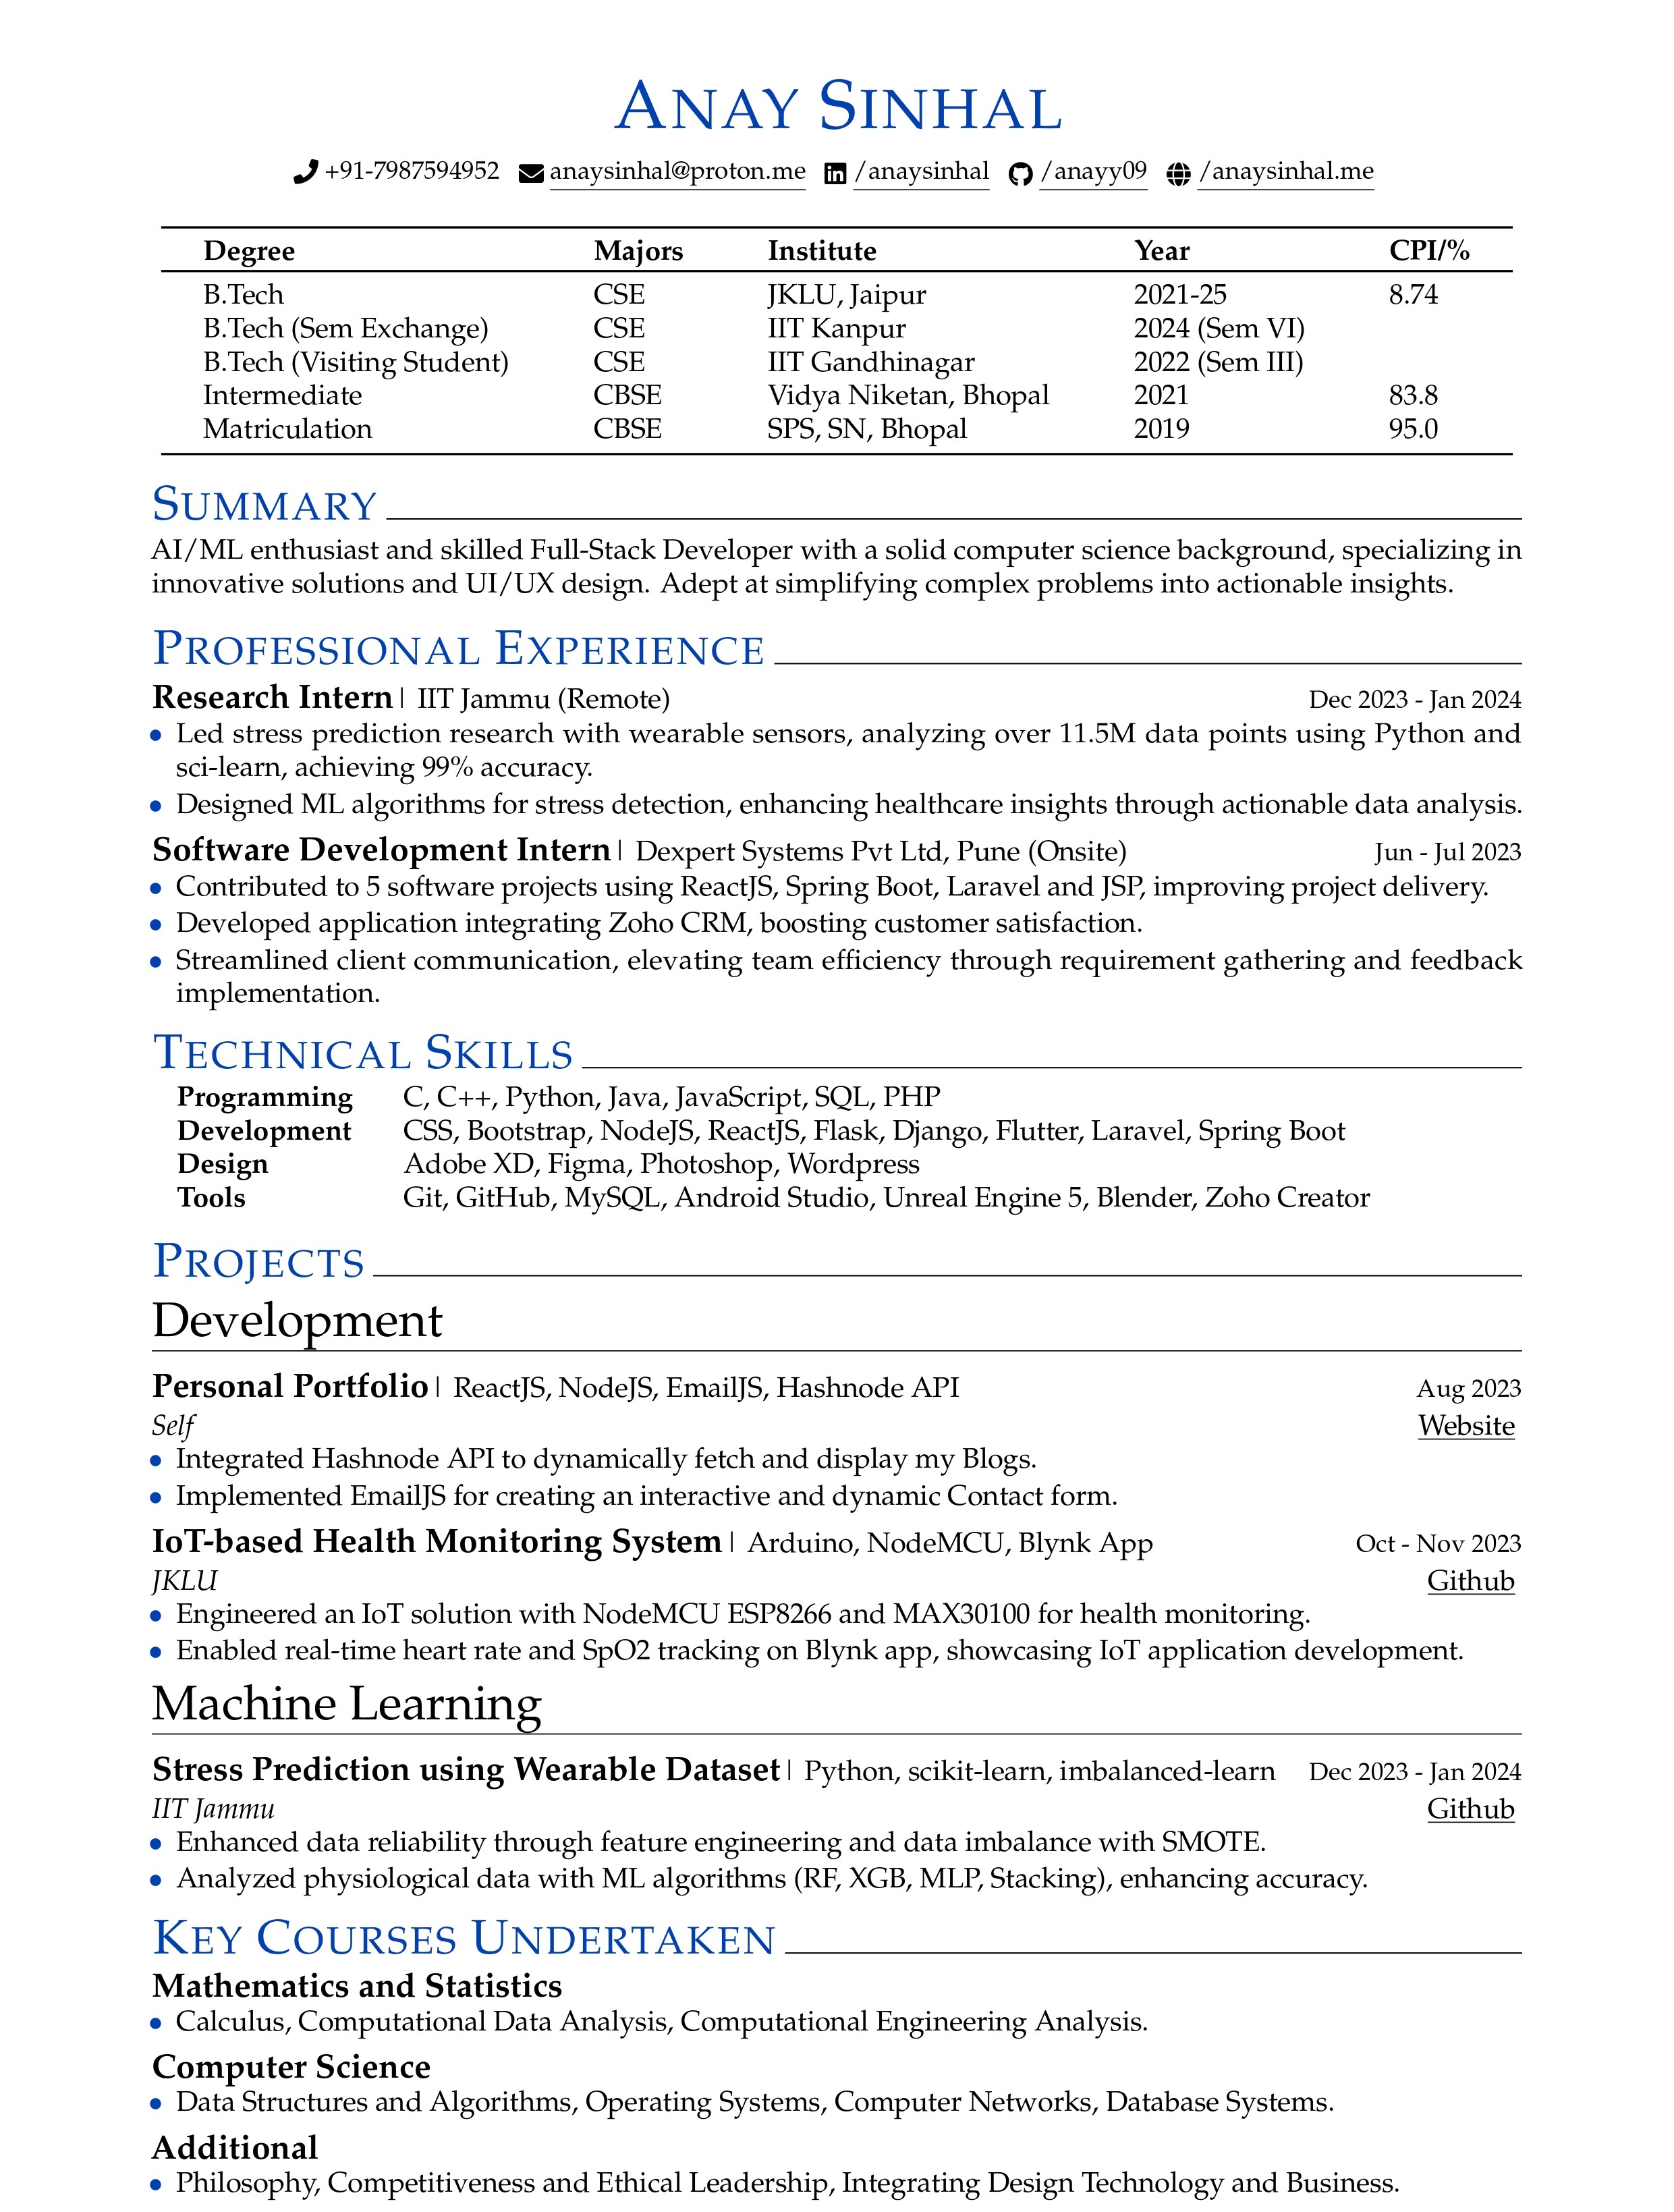 ANAY SINHAL
+91-7987594952 anaysinhal@proton.me /anaysinhal /anayy09 /anaysinhal.me
Degree Majors Institute Year CPI/%
B.Tech CSE JKLU, Jaipur 2021-25 8.74
B.Tech (Sem Exchange) CSE IIT Kanpur 2024 (Sem VI)
B.Tech (Visiting Student) CSE IIT Gandhinagar 2022 (Sem III)
Intermediate CBSE Vidya Niketan, Bhopal 2021 83.8
Matriculation CBSE SPS, SN, Bhopal 2019 95.0
SUMMARY
AI/ML enthusiast and skilled Full-Stack Developer with a solid computer science background, specializing in
innovative solutions and UI/UX design. Adept at simplifying complex problems into actionable insights.
PROFESSIONAL EXPERIENCE
Research Intern | IIT Jammu (Remote) Dec 2023 - Jan 2024
• Led stress prediction research with wearable sensors, analyzing over 11.5M data points using Python and
sci-learn, achieving 99% accuracy.
• Designed ML algorithms for stress detection, enhancing healthcare insights through actionable data analysis.
Software Development Intern | Dexpert Systems Pvt Ltd, Pune (Onsite) Jun - Jul 2023
• Contributed to 5 software projects using ReactJS, Spring Boot, Laravel and JSP, improving project delivery.
• Developed application integrating Zoho CRM, boosting customer satisfaction.
• Streamlined client communication, elevating team efficiency through requirement gathering and feedback
implementation.
TECHNICAL SKILLS
Programming C, C++, Python, Java, JavaScript, SQL, PHP
Development CSS, Bootstrap, NodeJS, ReactJS, Flask, Django, Flutter, Laravel, Spring Boot
Design Adobe XD, Figma, Photoshop, Wordpress
Tools Git, GitHub, MySQL, Android Studio, Unreal Engine 5, Blender, Zoho Creator
PROJECTS
Development
Personal Portfolio | ReactJS, NodeJS, EmailJS, Hashnode API Aug 2023
Self Website
• Integrated Hashnode API to dynamically fetch and display my Blogs.
• Implemented EmailJS for creating an interactive and dynamic Contact form.
IoT-based Health Monitoring System | Arduino, NodeMCU, Blynk App Oct - Nov 2023
JKLU Github
• Engineered an IoT solution with NodeMCU ESP8266 and MAX30100 for health monitoring.
• Enabled real-time heart rate and SpO2 tracking on Blynk app, showcasing IoT application development.
Machine Learning
Stress Prediction using Wearable Dataset | Python, scikit-learn, imbalanced-learn Dec 2023 - Jan 2024
IIT Jammu Github
• Enhanced data reliability through feature engineering and data imbalance with SMOTE.
• Analyzed physiological data with ML algorithms (RF, XGB, MLP, Stacking), enhancing accuracy.
KEY COURSES UNDERTAKEN
Mathematics and Statistics
• Calculus, Computational Data Analysis, Computational Engineering Analysis.
Computer Science
• Data Structures and Algorithms, Operating Systems, Computer Networks, Database Systems.
Additional
• Philosophy, Competitiveness and Ethical Leadership, Integrating Design Technology and Business.